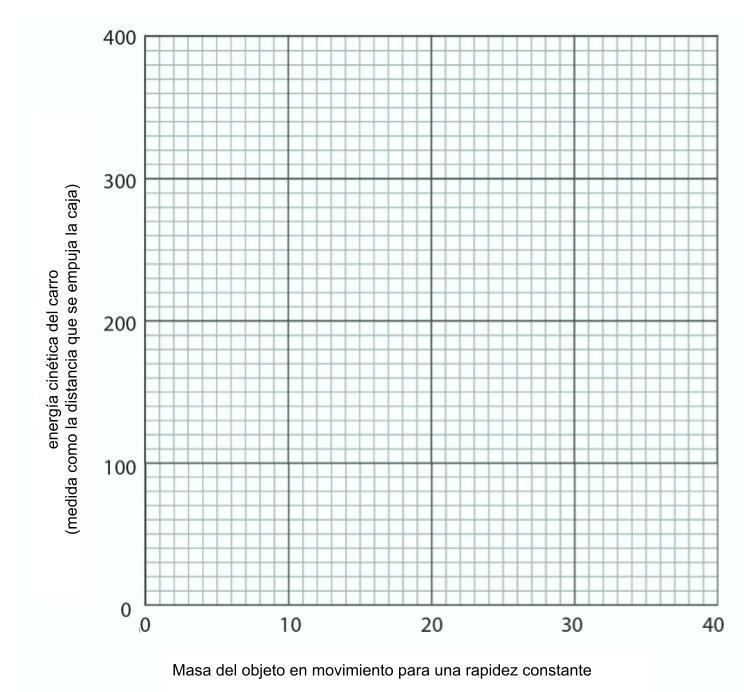 400
300
200
100
0
energía cinética del carro
(medida como la distancia que se empuja la caja)
0 10 20 30 40
Masa del objeto en movimiento para una rapidez constante